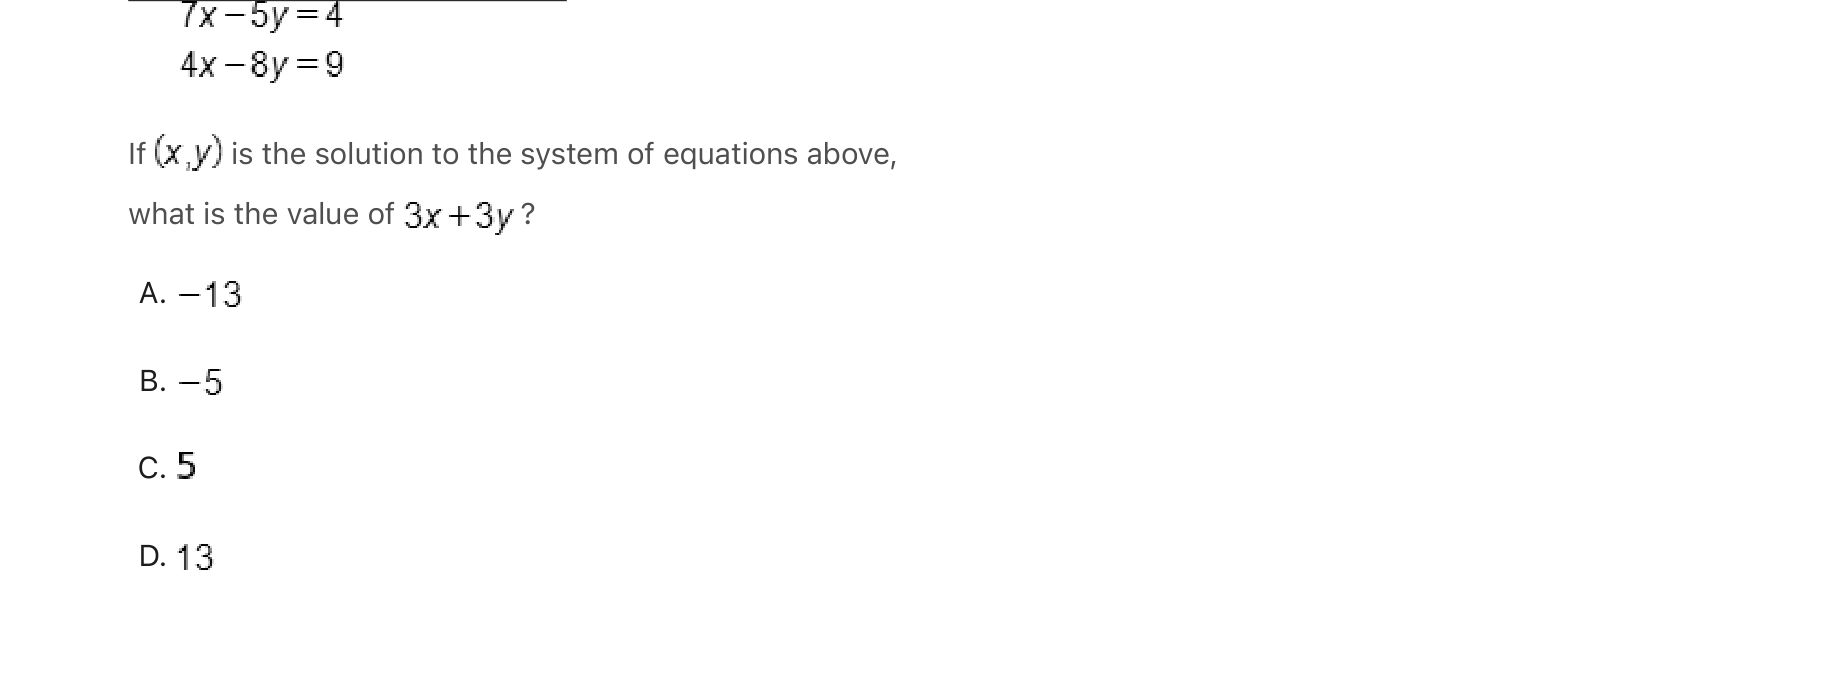 7x – 5y = 4
4x – 8y = 9
If (x,y) is the solution to the system of equations above,
what is the value of 3x + 3y ?
A. –13
B. –5
C. 5
D. 13